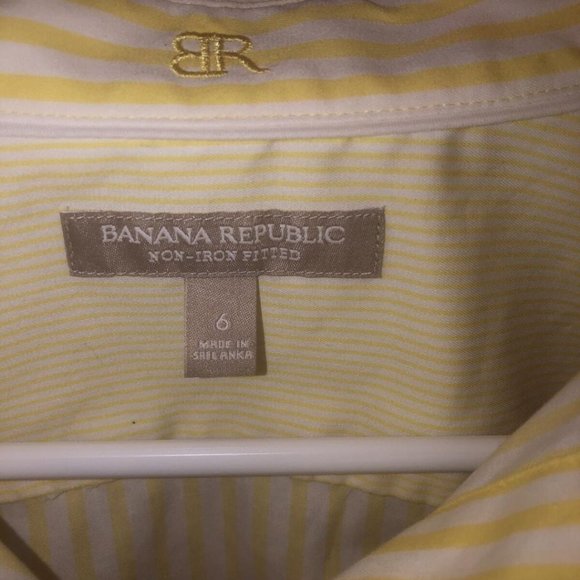 BR
BANANA REPUBLIC
NON-IRON FITTED
6
MADE IN
SRI LANKA